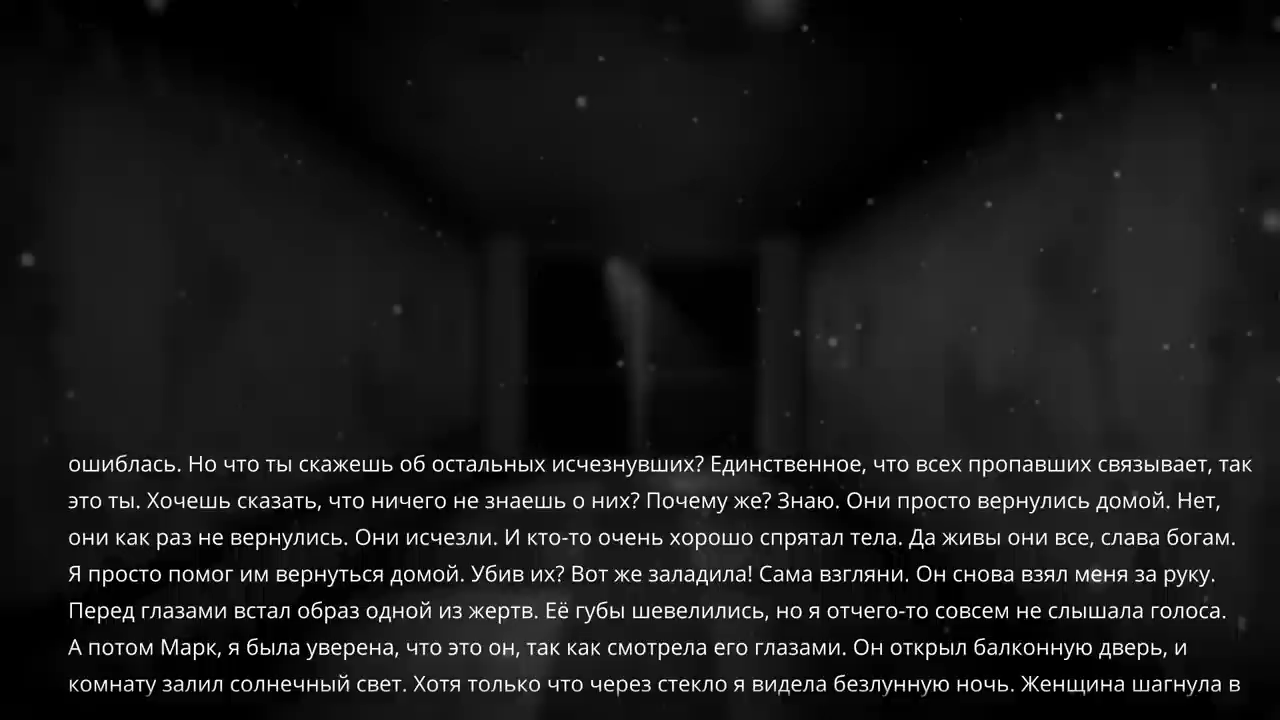 ошиблась. Но что ты скажешь об остальных исчезнувших? Единственное, что всех пропавших связывает, так
это ты. Хочешь сказать, что ничего не знаешь о них? Почему же? Знаю. Они просто вернулись домой. Нет,
они как раз не вернулись. Они исчезли. И кто-то очень хорошо спрятал тела. Да живы они все, слава богам.
Я просто помог им вернуться домой. Убив их? Вот же заладила! Сама взгляни. Он снова взял меня за руку.
Перед глазами встал образ одной из жертв. Её губы шевелились, но я отчего-то совсем не слышала голоса.
А потом Марк, я была уверена, что это он, так как смотрела его глазами. Он открыл балконную дверь, и
комнату залил солнечный свет. Хотя только что через стекло я видела безлунную ночь. Женщина шагнула в